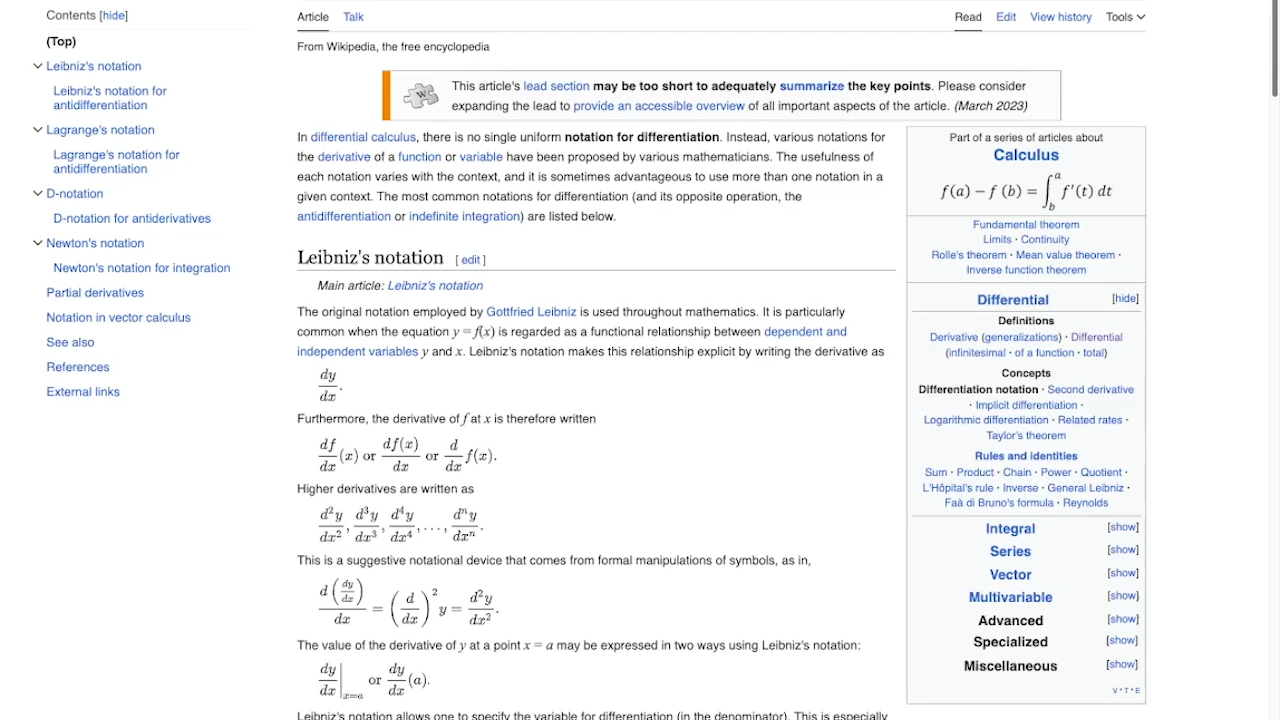 Contents [hide]
(Top)
Leibniz's notation
Leibniz's notation for
antidifferentiation
Lagrange's notation
Lagrange's notation for
antidifferentiation
D-notation
D-notation for antiderivatives
Newton's notation
Newton's notation for integration
Partial derivatives
Notation in vector calculus
See also
References
External links
Article Talk Read Edit View history Tools
From Wikipedia, the free encyclopedia
This article's lead section may be too short to adequately summarize the key points. Please consider
expanding the lead to provide an accessible overview of all important aspects of the article. (March 2023)
In differential calculus, there is no single uniform notation for differentiation. Instead, various notations for
the derivative of a function or variable have been proposed by various mathematicians. The usefulness of
each notation varies with the context, and it is sometimes advantageous to use more than one notation in a
given context. The most common notations for differentiation (and its opposite operation, the
antidifferentiation or indefinite integration) are listed below.
Leibniz's notation [ edit ]
Main article: Leibniz's notation
The original notation employed by Gottfried Leibniz is used throughout mathematics. It is particularly
common when the equation y = f(x) is regarded as a functional relationship between dependent and
independent variables y and x. Leibniz's notation makes this relationship explicit by writing the derivative as
dy/dx.
Furthermore, the derivative of f at x is therefore written
df/dx (x) or df(x)/dx or d/dx f(x).
Higher derivatives are written as
d²y/dx², d³y/dx³, d⁴y/dx⁴, ..., dⁿy/dxⁿ.
This is a suggestive notational device that comes from formal manipulations of symbols, as in,
d(dy/dx)/dx = (d/dx)² y = d²y/dx².
The value of the derivative of y at a point x = a may be expressed in two ways using Leibniz's notation:
dy/dx|x=a or dy/dx (a).
Leibniz's notation allows one to specify the variable for differentiation (in the denominator). This is especially
Part of a series of articles about
Calculus
f(a) − f (b) = ∫ₐᵇ f′(t) dt
Fundamental theorem
Limits · Continuity
Rolle's theorem · Mean value theorem ·
Inverse function theorem
Differential [hide]
Definitions
Derivative (generalizations) · Differential
(infinitesimal · of a function · total)
Concepts
Differentiation notation · Second derivative
· Implicit differentiation ·
Logarithmic differentiation · Related rates ·
Taylor's theorem
Rules and identities
Sum · Product · Chain · Power · Quotient ·
L'Hôpital's rule · Inverse · General Leibniz ·
Faà di Bruno's formula · Reynolds
Integral [show]
Series [show]
Vector [show]
Multivariable [show]
Advanced [show]
Specialized [show]
Miscellaneous [show]
V·T·E